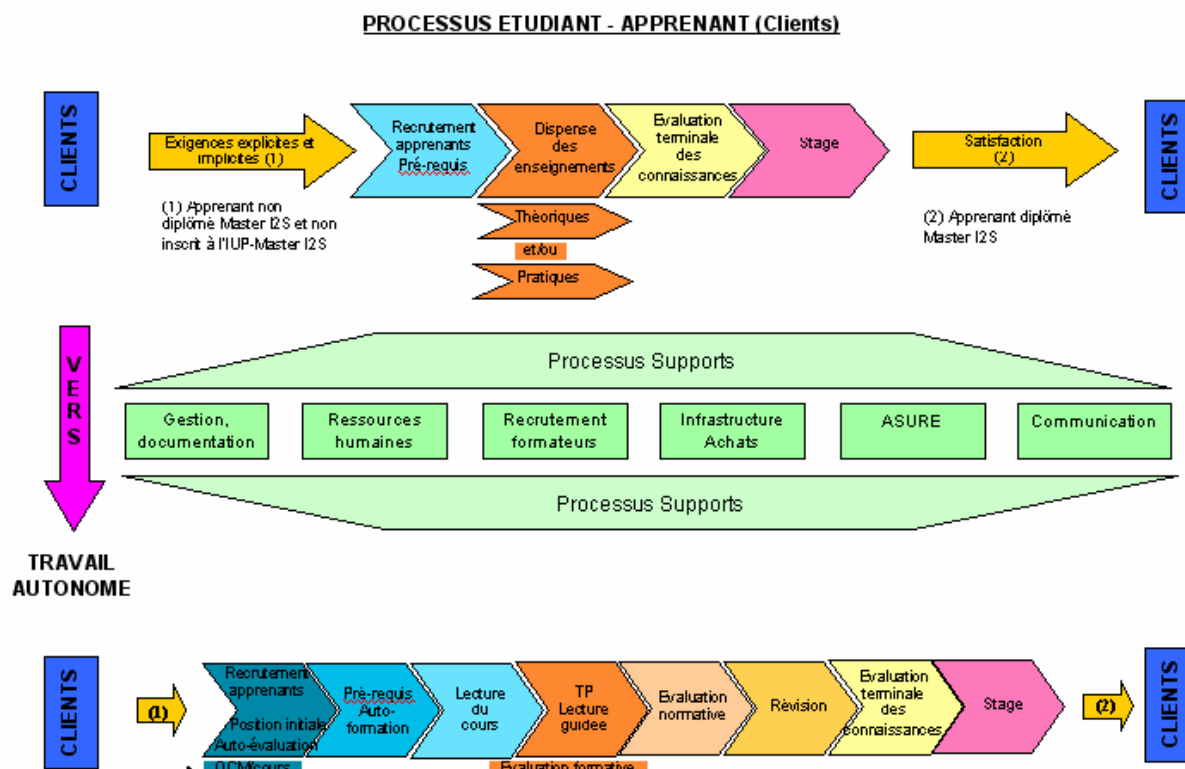 PROCESSUS ETUDIANT - APPRENANT (Clients)
CLIENTS
Exigences explicites et
implicites (1)
Recrutement
apprenants
Pré-requis
Dispense
des
enseignements
Evaluation
terminale
des
connaissances
Stage
Satisfaction
(2)
CLIENTS
(1) Apprenant non
diplômé Master I2S et non
inscrit à l'IUP-Master I2S
Théoriques
et/ou
Pratiques
(2) Apprenant diplômé
Master I2S
VERS
Processus Supports
Gestion,
documentation
Ressources
humaines
Recrutement
formateurs
Infrastructure
Achats
ASURE
Communication
Processus Supports
TRAVAIL
AUTONOME
CLIENTS
(1)
Recrutement
apprenants
Position initiale
Auto-évaluation
QCM/cours
Pré-requis
Auto-
formation
Lecture
du
cours
TP
Lecture
guidée
Evaluation formative
Evaluation
normative
Révision
Evaluation
terminale
des
connaissances
Stage
(2)
CLIENTS